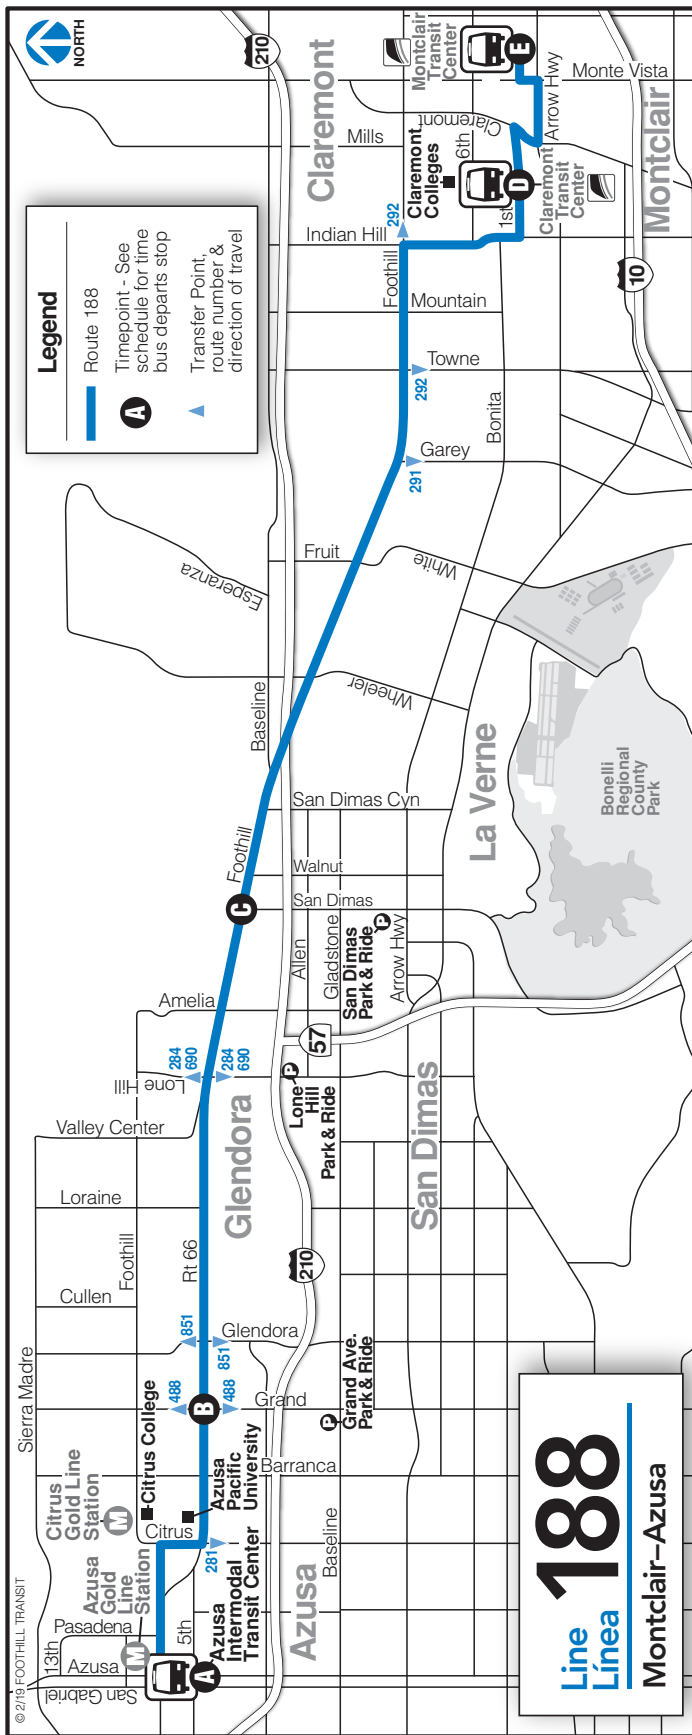 © 2/19 FOOTHILL TRANSIT
NORTH
Legend
Route 188
A
Timepoint - See
schedule for time
bus departs stop
Transfer Point,
route number &
direction of travel
Line
Línea
188
Montclair–Azusa
Sierra Madre
13th
Pasadena
Azusa
San Gabriel
5th
Azusa
Gold
Line
Station
M
Citrus
Gold Line
Station
M
Citrus College
Citrus
Azusa
Pacific
University
A
Azusa
Intermodal
Transit Center
281
Azusa
Baseline
Barranca
B
488
488
Grand
Grand Ave.
Park & Ride
P
851
851
Glendora
Cullen
Foothill
Rt 66
Loraine
210
Glendora
Valley Center
Lone Hill
284
690
284
690
Lone
Hill
Park & Ride
P
San Dimas
57
Amelia
Allen
Gladstone
San Dimas
Park & Ride
P
Arrow Hwy
C
Foothill
San Dimas
Walnut
San Dimas Cyn
Baseline
La Verne
Bonelli
Regional
County
Park
Wheeler
Esperanza
Fruit
White
291
Garey
Bonita
292
Towne
Mountain
Foothill
Indian Hill
292
10
Claremont
210
Mills
Claremont
Colleges
6th
1st
D
Claremont
Transit
Center
Claremont
Montclair
Transit
Center
E
Arrow Hwy
Monte Vista
Montclair